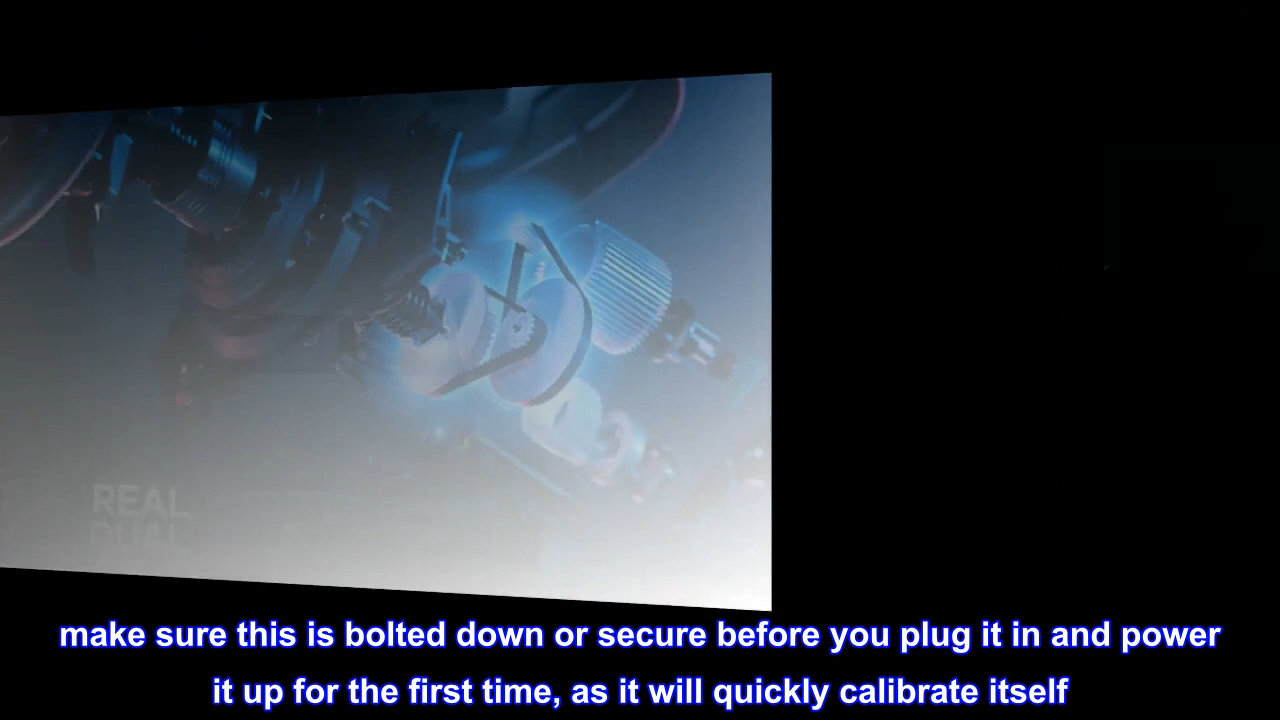 REAL
DUAL
make sure this is bolted down or secure before you plug it in and power
it up for the first time, as it will quickly calibrate itself